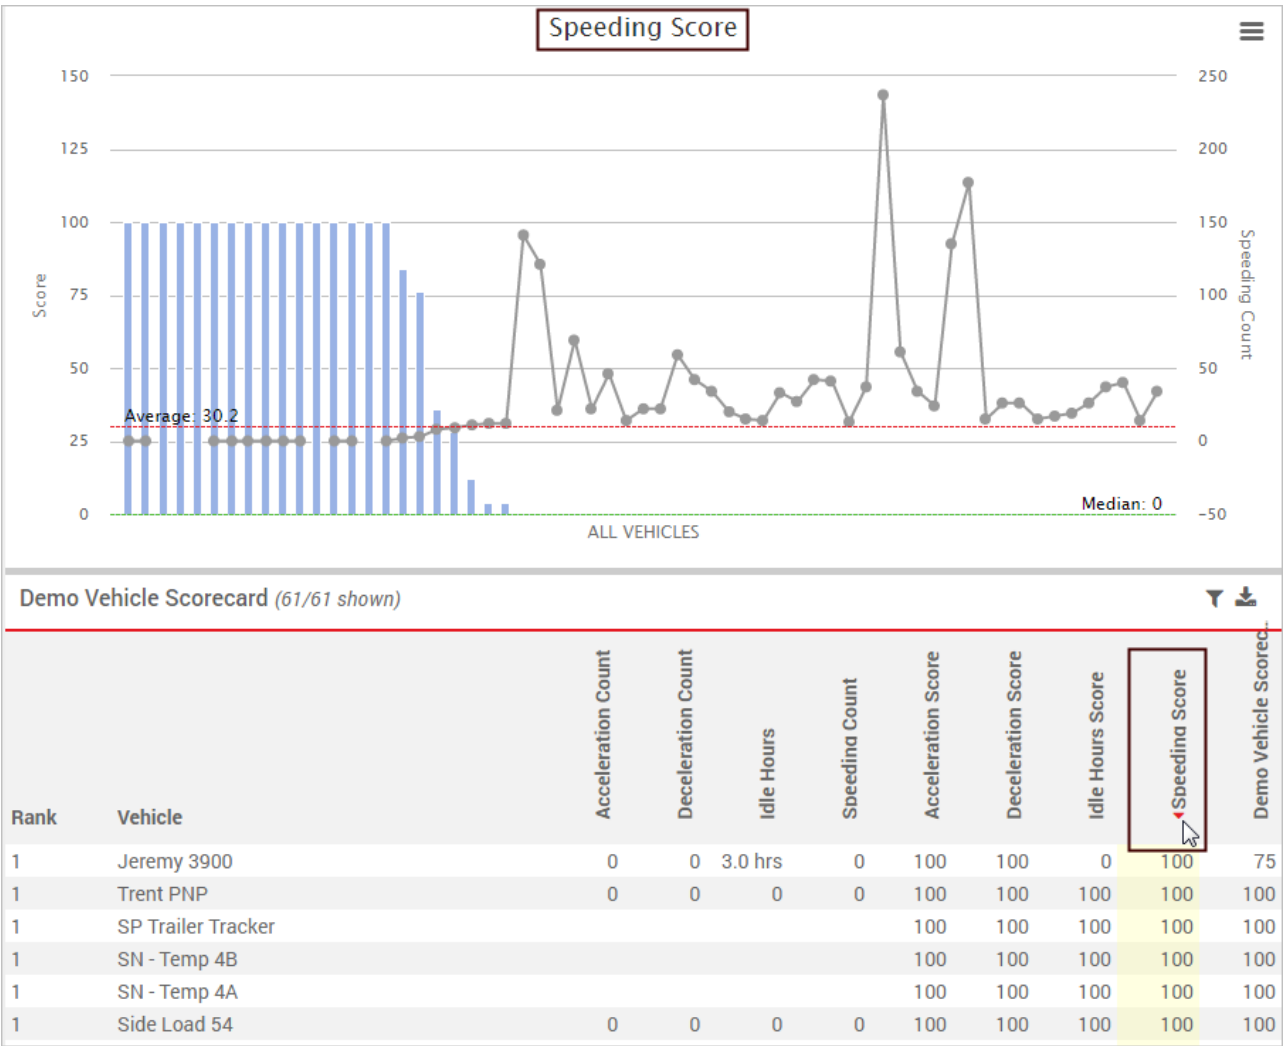 Speeding Score
150
125
100
75
50
25
0
Score
250
200
150
100
50
0
-50
Speeding Count
Average: 30.2
Median: 0
ALL VEHICLES
Demo Vehicle Scorecard (61/61 shown)
Rank Vehicle Acceleration Count Deceleration Count Idle Hours Speeding Count Acceleration Score Deceleration Score Idle Hours Score Speeding Score Demo Vehicle Scorec...
1 Jeremy 3900 0 0 3.0 hrs 0 100 100 0 100 75
1 Trent PNP 0 0 0 0 100 100 100 100 100
1 SP Trailer Tracker 100 100 100 100 100
1 SN - Temp 4B 100 100 100 100 100
1 SN - Temp 4A 100 100 100 100 100
1 Side Load 54 0 0 0 0 100 100 100 100 100